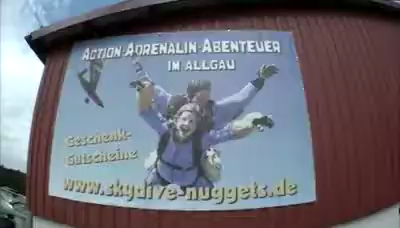 ACTION-ADRENALIN-ABENTEUER
IM ALLGÄU
Geschenk-
Gutscheine
www.skydive-nuggets.de